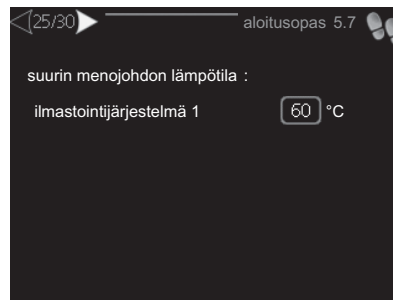 25/30 aloitusopas 5.7
suurin menojohdon lämpötila :
ilmastointijärjestelmä 1 60 °C